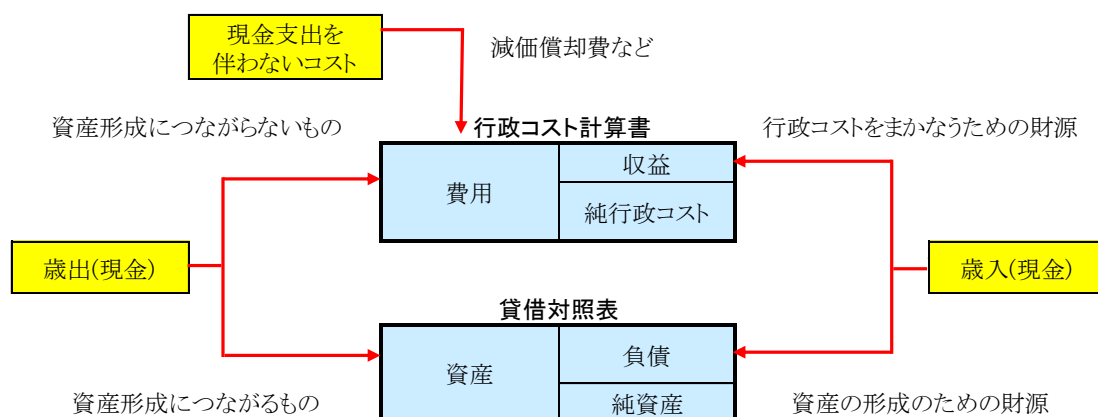 現金支出を
伴わないコスト
減価償却費など
資産形成につながらないもの
行政コスト計算書
行政コストをまかなうための財源
費用
収益
純行政コスト
歳出(現金)
歳入(現金)
貸借対照表
資産
負債
純資産
資産形成につながるもの
資産の形成のための財源